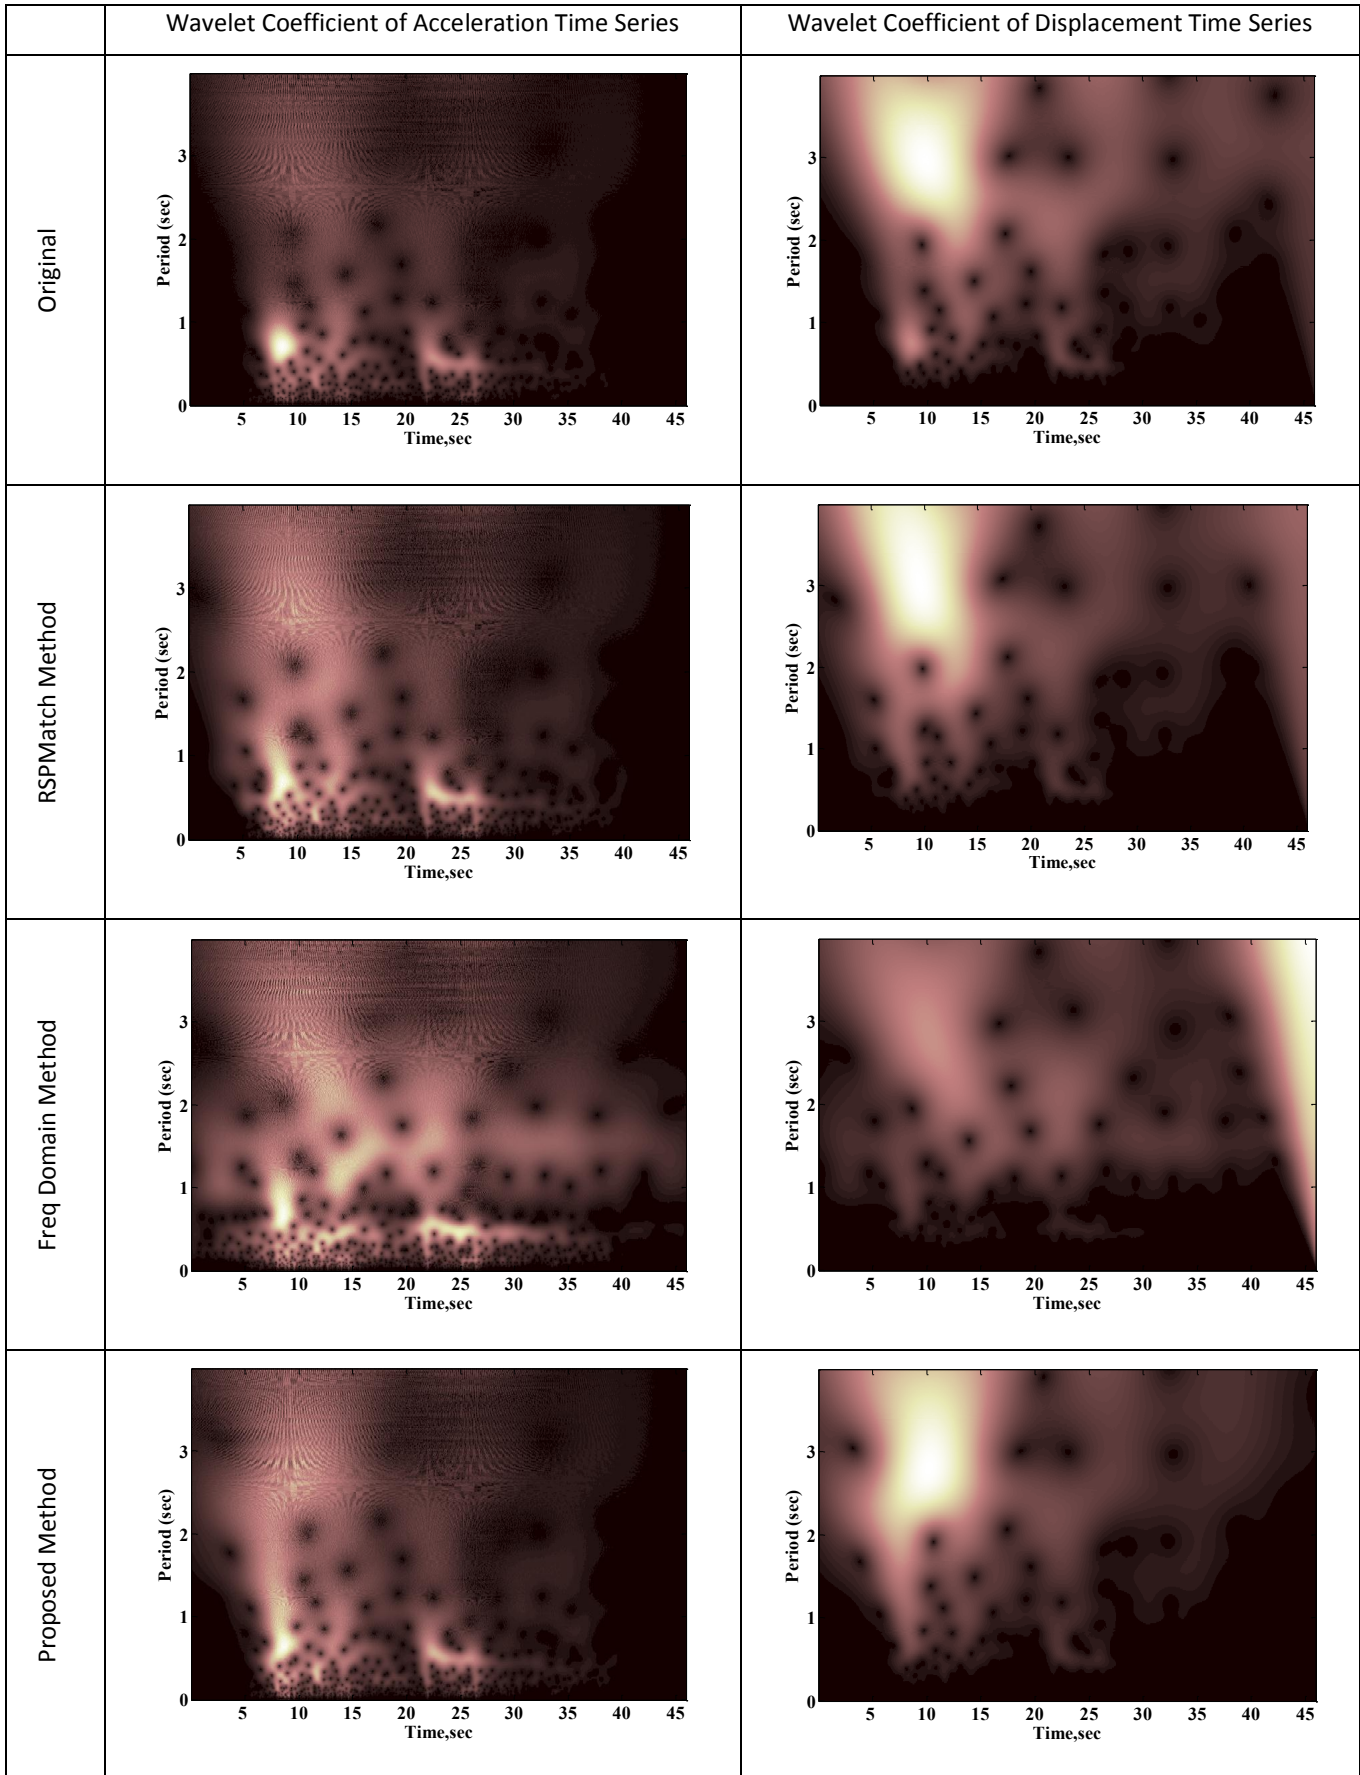 Wavelet Coefficient of Acceleration Time Series
Wavelet Coefficient of Displacement Time Series
Original
Period (sec)
3
2
1
0
5 10 15 20 25 30 35 40 45
Time,sec
Period (sec)
3
2
1
0
5 10 15 20 25 30 35 40 45
Time,sec
RSPMatch Method
Period (sec)
3
2
1
0
5 10 15 20 25 30 35 40 45
Time,sec
Period (sec)
3
2
1
0
5 10 15 20 25 30 35 40 45
Time,sec
Freq Domain Method
Period (sec)
3
2
1
0
5 10 15 20 25 30 35 40 45
Time,sec
Period (sec)
3
2
1
0
5 10 15 20 25 30 35 40 45
Time,sec
Proposed Method
Period (sec)
3
2
1
0
5 10 15 20 25 30 35 40 45
Time,sec
Period (sec)
3
2
1
0
5 10 15 20 25 30 35 40 45
Time,sec